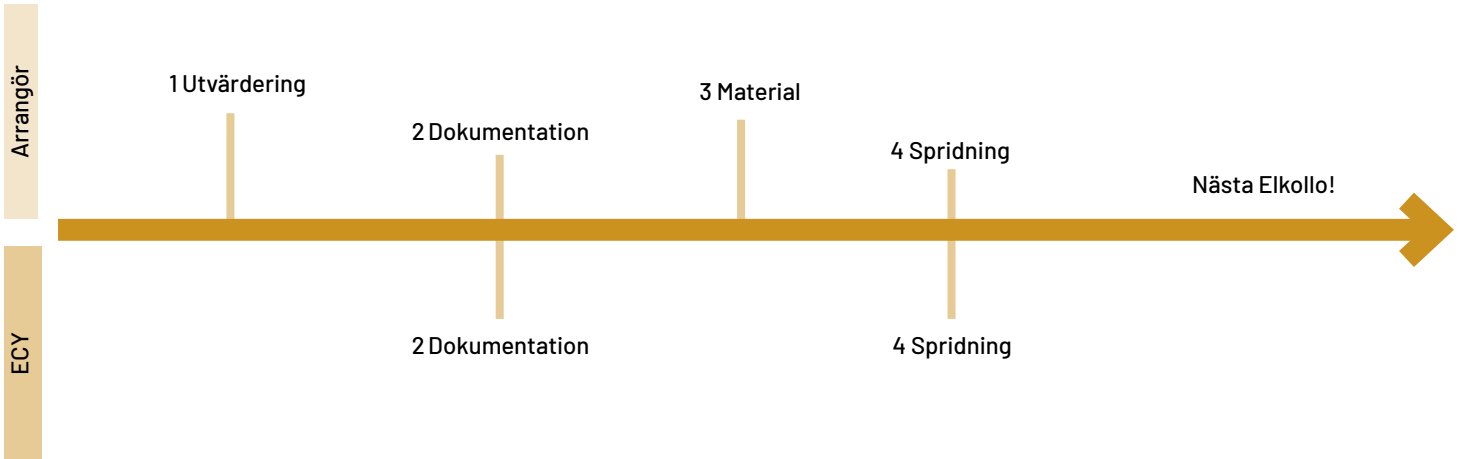 Arrangör
1 Utvärdering
2 Dokumentation
3 Material
4 Spridning
Nästa Elkollo!
ECY
2 Dokumentation
4 Spridning